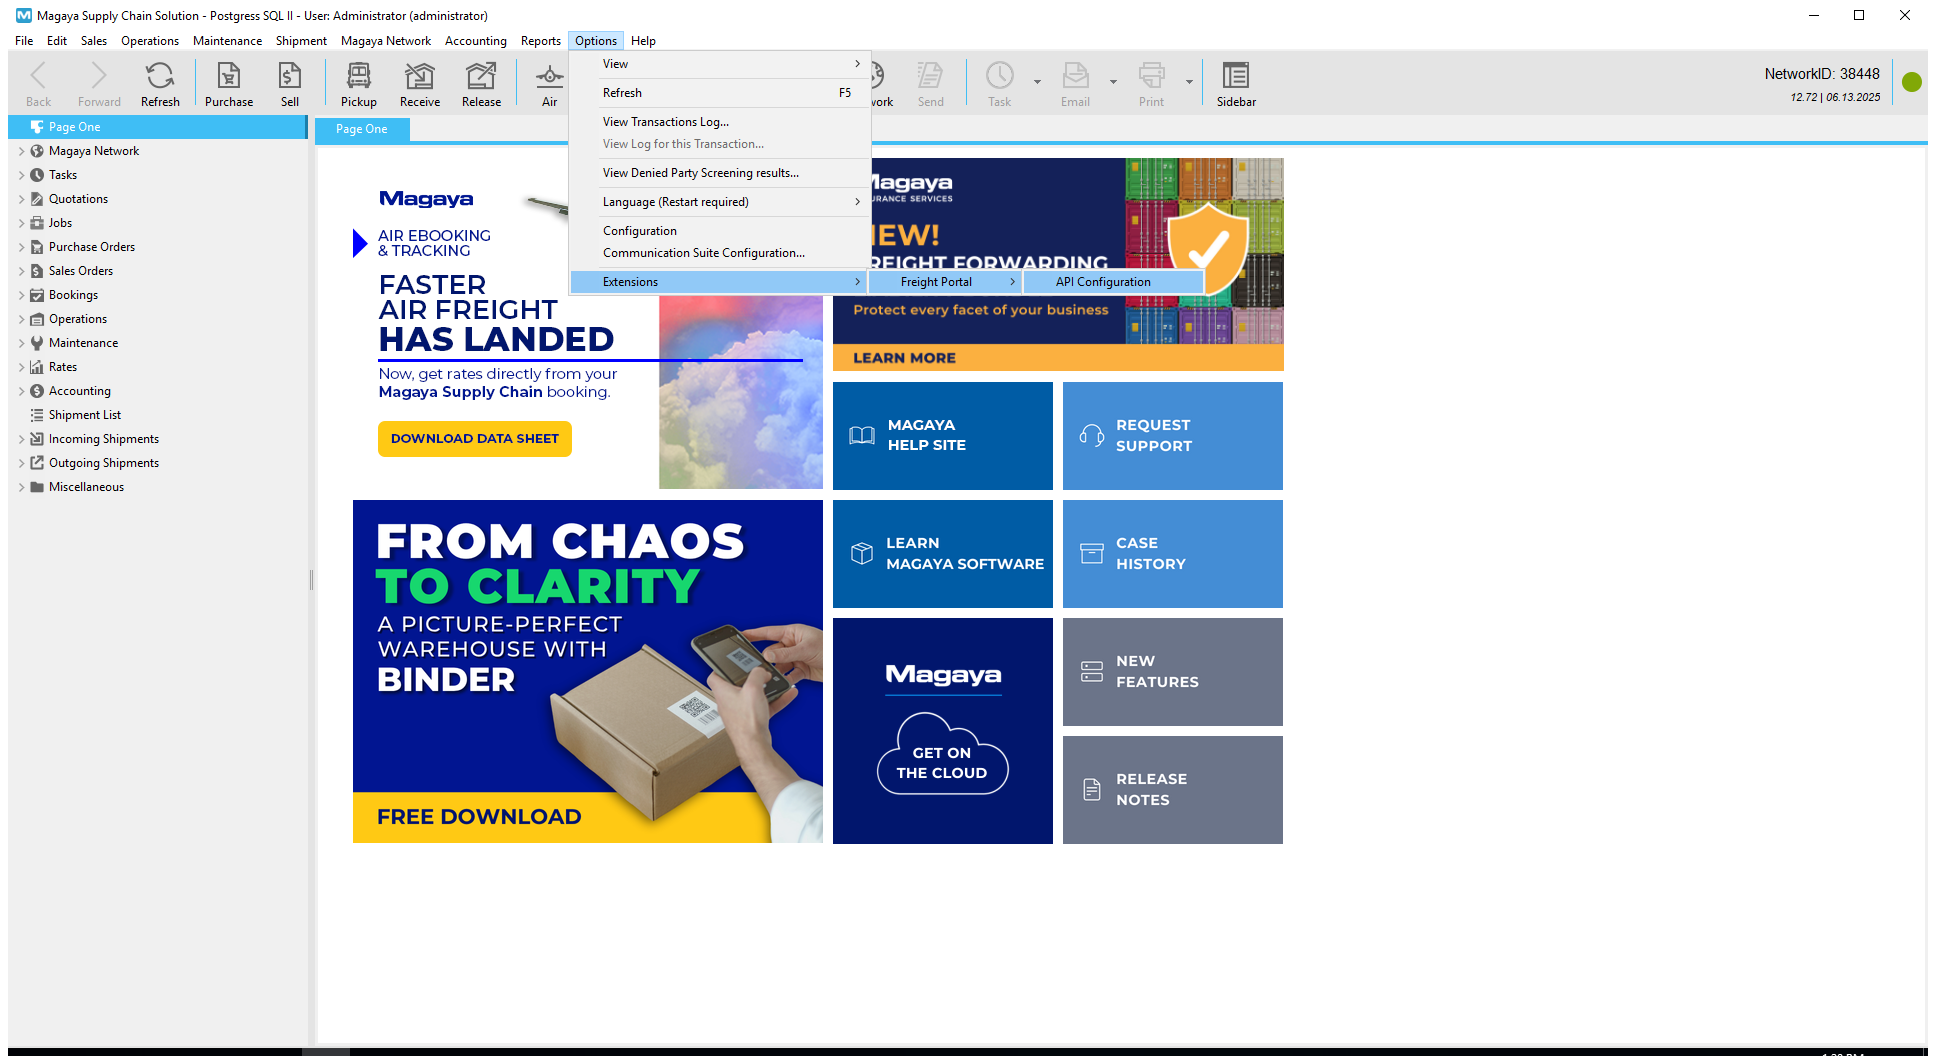 Magaya Supply Chain Solution - Postgress SQL II - User: Administrator (administrator)
File Edit Sales Operations Maintenance Shipment Magaya Network Accounting Reports Options Help
Back Forward Refresh Purchase Sell Pickup Receive Release Air Send Task Email Print Sidebar
NetworkID: 38448
12.72 | 06.13.2025
View
Refresh F5
View Transactions Log...
View Log for this Transaction...
View Denied Party Screening results...
Language (Restart required)
Configuration
Communication Suite Configuration...
Extensions
Freight Portal
API Configuration
Page One
Magaya Network
Tasks
Quotations
Jobs
Purchase Orders
Sales Orders
Bookings
Operations
Maintenance
Rates
Accounting
Shipment List
Incoming Shipments
Outgoing Shipments
Miscellaneous
Page One
Magaya
AIR EBOOKING
& TRACKING
FASTER
AIR FREIGHT
HAS LANDED
Now, get rates directly from your
Magaya Supply Chain booking.
DOWNLOAD DATA SHEET
FORWARDING
Protect every facet of your business
LEARN MORE
MAGAYA
HELP SITE
REQUEST
SUPPORT
FROM CHAOS
TO CLARITY
A PICTURE-PERFECT
WAREHOUSE WITH
BINDER
FREE DOWNLOAD
LEARN
MAGAYA SOFTWARE
CASE
HISTORY
Magaya
GET ON
THE CLOUD
NEW
FEATURES
RELEASE
NOTES